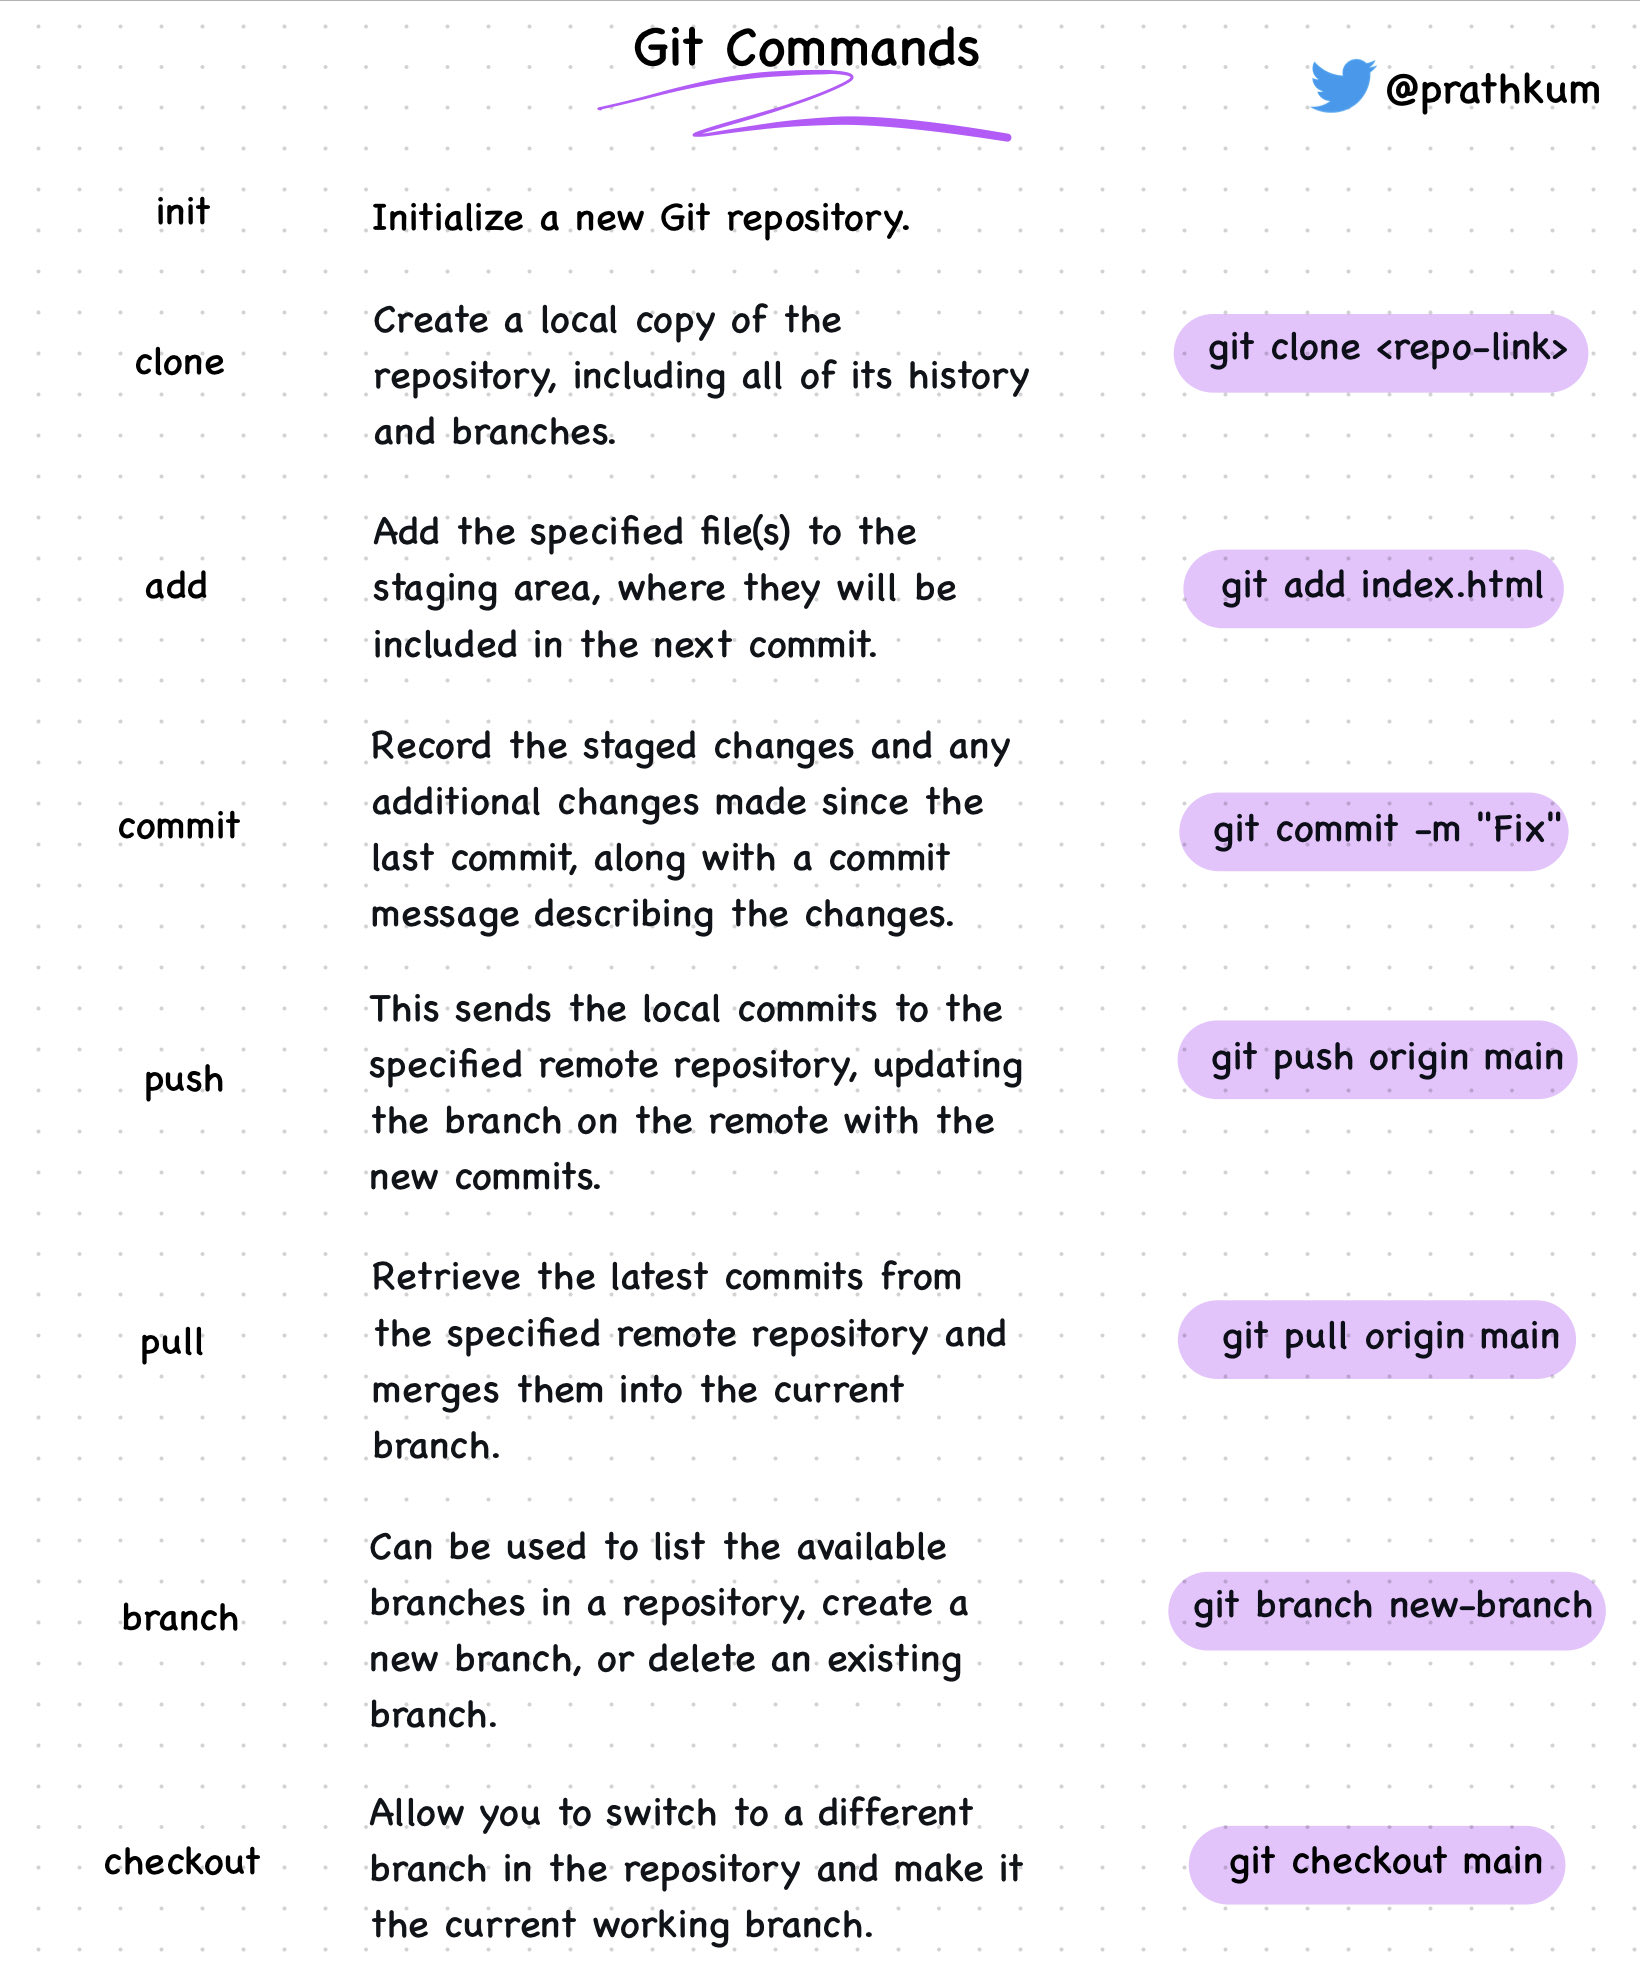 Git Commands
@prathkum
init
Initialize a new Git repository.
clone
Create a local copy of the
repository, including all of its history
and branches.
git clone <repo-link>
add
Add the specified file(s) to the
staging area, where they will be
included in the next commit.
git add index.html
commit
Record the staged changes and any
additional changes made since the
last commit, along with a commit
message describing the changes.
git commit -m "Fix"
push
This sends the local commits to the
specified remote repository, updating
the branch on the remote with the
new commits.
git push origin main
pull
Retrieve the latest commits from
the specified remote repository and
merges them into the current
branch.
git pull origin main
branch
Can be used to list the available
branches in a repository, create a
new branch, or delete an existing
branch.
git branch new-branch
checkout
Allow you to switch to a different
branch in the repository and make it
the current working branch.
git checkout main